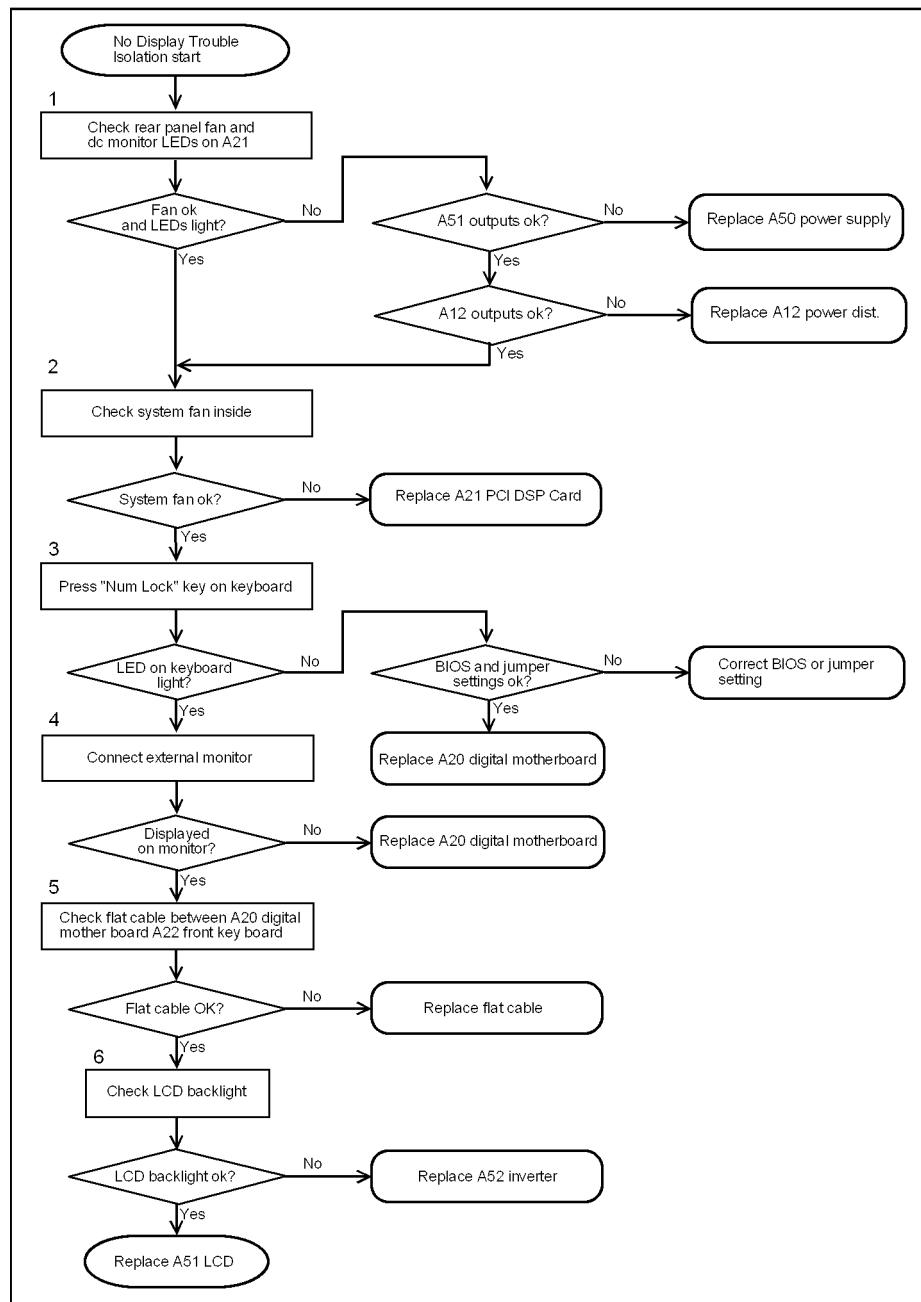 No Display Trouble
Isolation start
1
Check rear panel fan and
dc monitor LEDs on A21
Fan ok
and LEDs light?
No
Yes
A51 outputs ok?
No
Replace A50 power supply
Yes
A12 outputs ok?
No
Replace A12 power dist.
Yes
2
Check system fan inside
System fan ok?
No
Replace A21 PCI DSP Card
Yes
3
Press "Num Lock" key on keyboard
LED on keyboard
light?
No
Yes
BIOS and jumper
settings ok?
No
Correct BIOS or jumper
setting
Yes
Replace A20 digital motherboard
4
Connect external monitor
Displayed
on monitor?
No
Replace A20 digital motherboard
Yes
5
Check flat cable between A20 digital
mother board A22 front key board
Flat cable OK?
No
Replace flat cable
Yes
6
Check LCD backlight
LCD backlight ok?
No
Replace A52 inverter
Yes
Replace A51 LCD